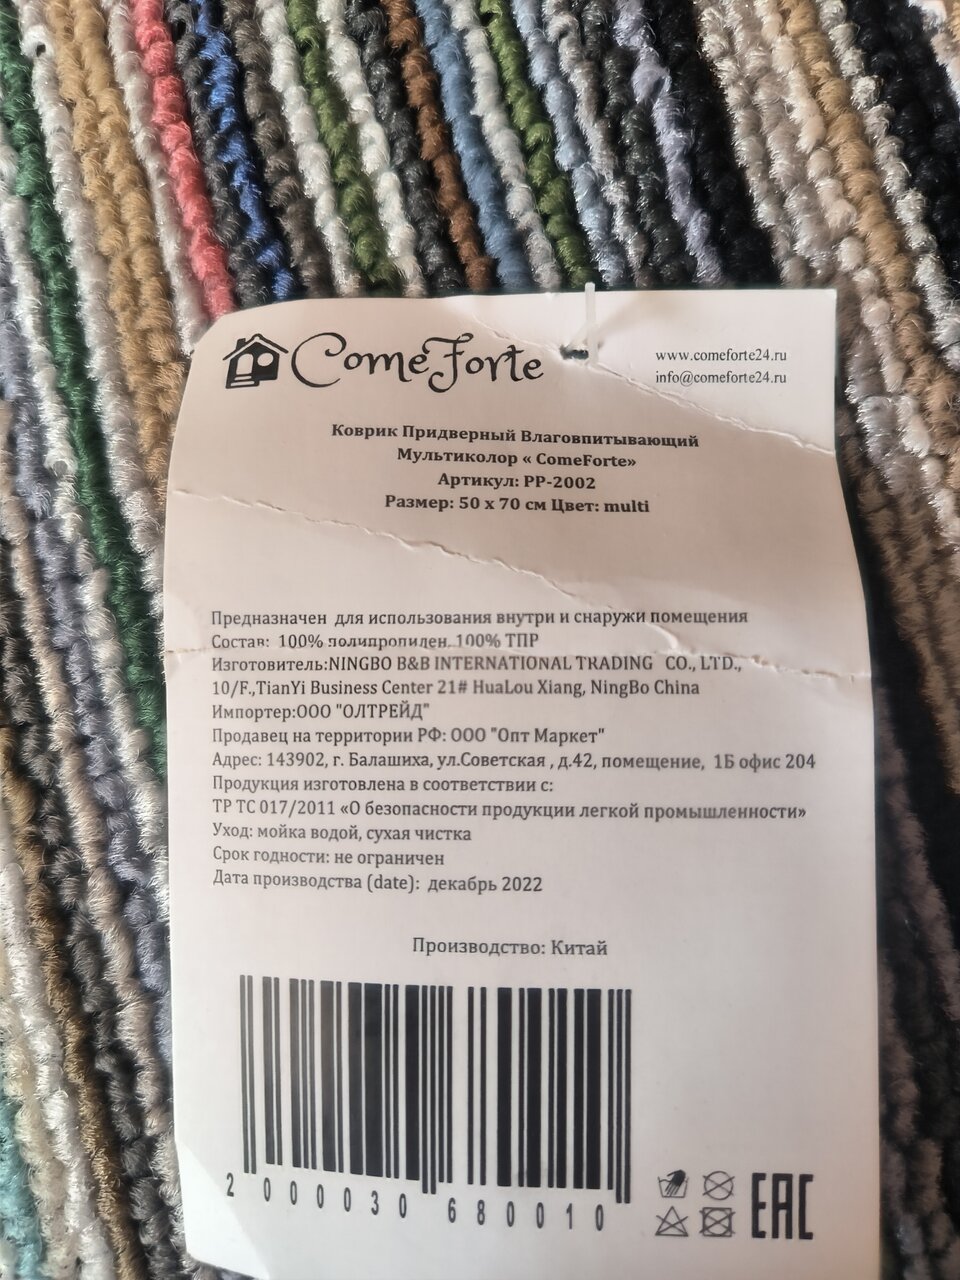 ComeForte
www.comeforte24.ru
info@comeforte24.ru
Коврик Придверный Влаговпитывающий
Мультиколор « ComeForte»
Артикул: РР-2002
Размер: 50 х 70 см Цвет: multi
Предназначен для использования внутри и снаружи помещения
Состав: 100% полипропилен, 100% ТПР
Изготовитель:NINGBO B&B INTERNATIONAL TRADING CO., LTD.,
10/F.,TianYi Business Center 21# HuaLou Xiang, NingBo China
Импортер:ООО "ОЛТРЕЙД"
Продавец на территории РФ: ООО "Опт Маркет"
Адрес: 143902, г. Балашиха, ул.Советская , д.42, помещение, 1Б офис 204
Продукция изготовлена в соответствии с:
ТР ТС 017/2011 «О безопасности продукции легкой промышленности»
Уход: мойка водой, сухая чистка
Срок годности: не ограничен
Дата производства (date): декабрь 2022
Производство: Китай
2 000030 680010
EAC